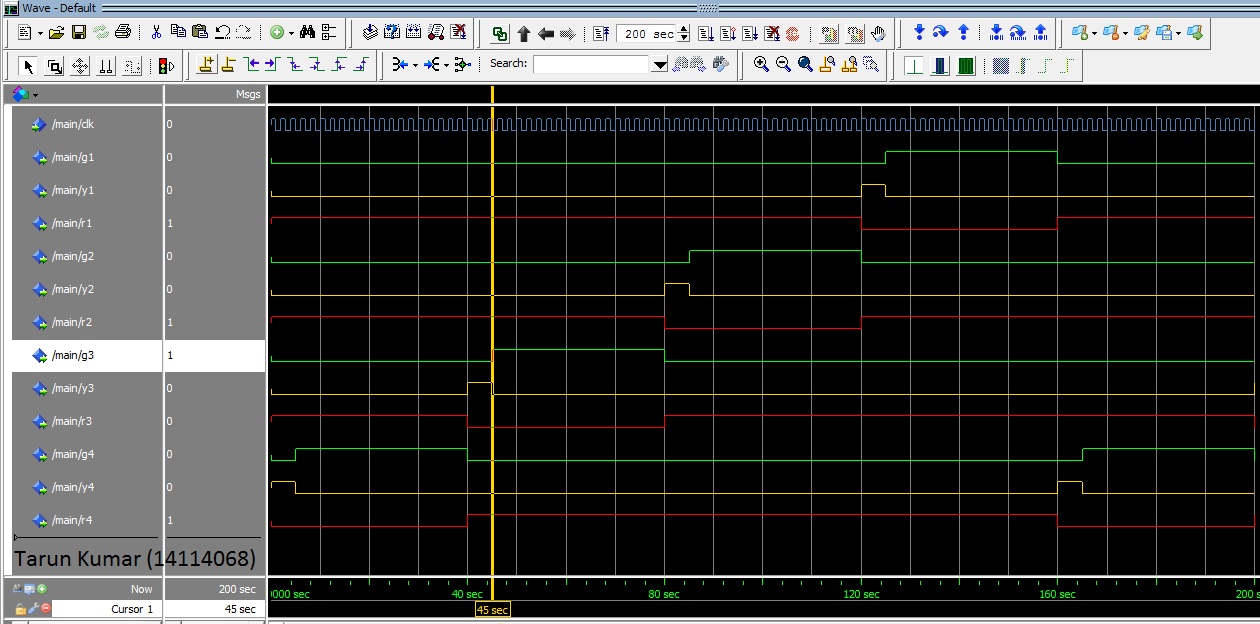 Wave - Default
200 sec
Search:
Msgs
/main/clk 0
/main/g1 0
/main/y1 0
/main/r1 1
/main/g2 0
/main/y2 0
/main/r2 1
/main/g3 1
/main/y3 0
/main/r3 0
/main/g4 0
/main/y4 0
/main/r4 1
Tarun Kumar (14114068)
Now 200 sec 000 sec 40 sec 80 sec 120 sec 160 sec 200 s
Cursor 1 45 sec 45 sec